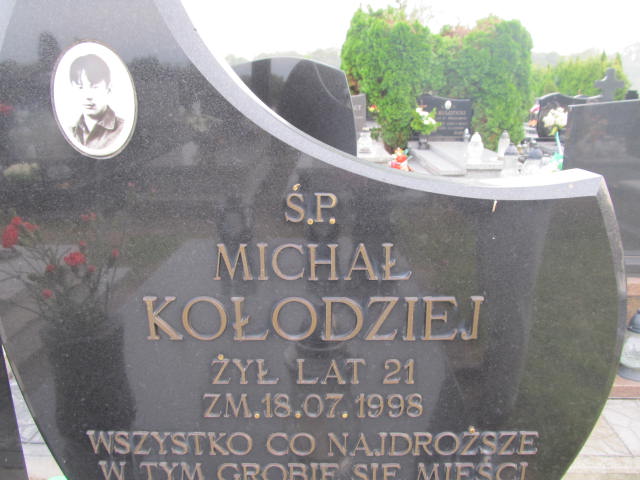 Ś.P.
MICHAŁ
KOŁODZIEJ
ŻYŁ LAT 21
ZM.18.07.1998
WSZYSTKO CO NAJDROŻSZE
W TYM GROBIE SIĘ MIEŚCI